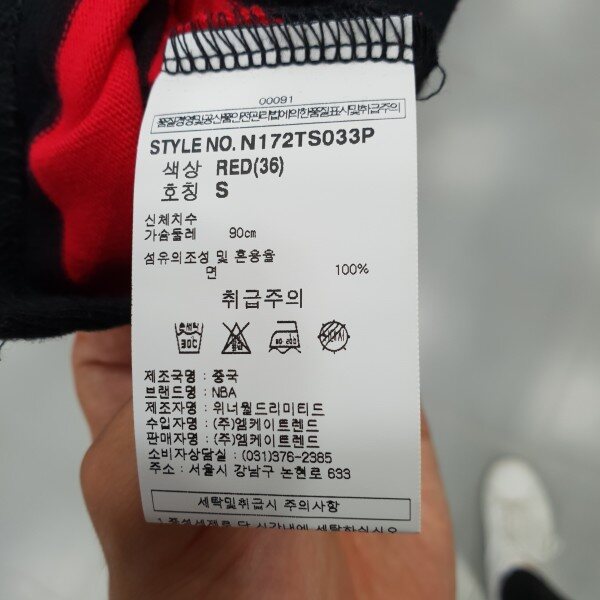 00091
품질경영및공산품안전관리법에의한품질표시및취급주의
STYLE NO. N172TS033P
색상 RED(36)
호칭 S
신체치수
가슴둘레 90cm
섬유의조성 및 혼용율
면 100%
취급주의
손세탁
30℃
제조국명 : 중국
브랜드명 : NBA
제조자명 : 위너월드리미티드
수입자명 : (주)엠케이트렌드
판매자명 : (주)엠케이트렌드
소비자상담실 : (031)376-2385
주소 : 서울시 강남구 논현로 633
세탁및취급시 주의사항